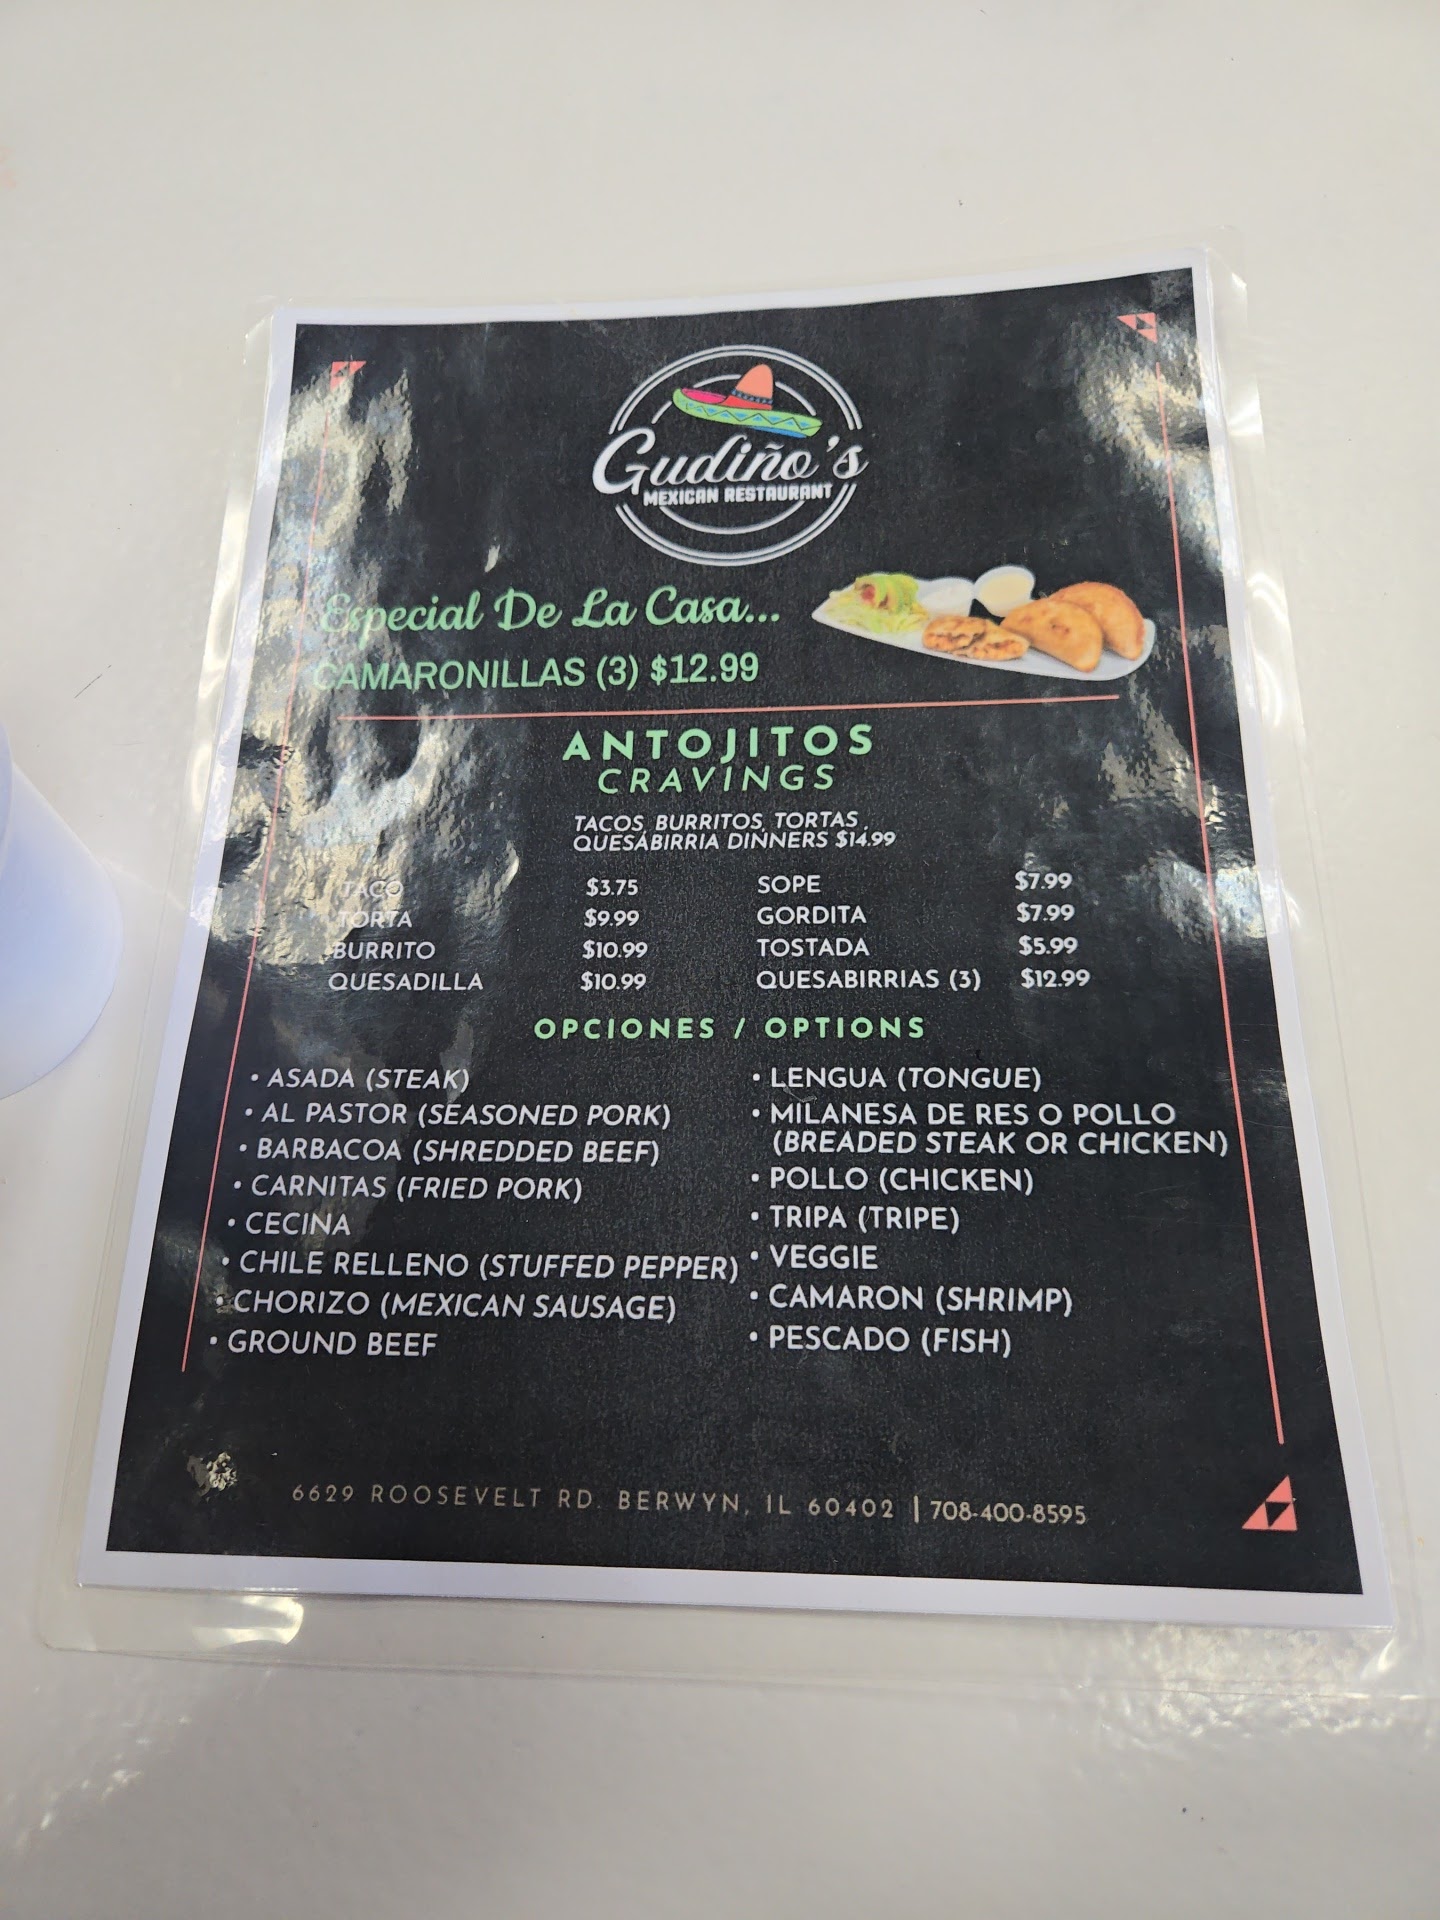 Gudiño's
MEXICAN RESTAURANT
Especial De La Casa...
CAMARONILLAS (3) $12.99
ANTOJITOS
CRAVINGS
TACOS, BURRITOS, TORTAS,
QUESABIRRIA DINNERS $14.99
TACO $3.75
TORTA $9.99
BURRITO $10.99
QUESADILLA $10.99
SOPE $7.99
GORDITA $7.99
TOSTADA $5.99
QUESABIRRIAS (3) $12.99
OPCIONES / OPTIONS
• ASADA (STEAK)
• AL PASTOR (SEASONED PORK)
• BARBACOA (SHREDDED BEEF)
• CARNITAS (FRIED PORK)
• CECINA
• CHILE RELLENO (STUFFED PEPPER)
• CHORIZO (MEXICAN SAUSAGE)
• GROUND BEEF
• LENGUA (TONGUE)
• MILANESA DE RES O POLLO
(BREADED STEAK OR CHICKEN)
• POLLO (CHICKEN)
• TRIPA (TRIPE)
• VEGGIE
• CAMARON (SHRIMP)
• PESCADO (FISH)
6629 ROOSEVELT RD. BERWYN, IL 60402 | 708-400-8595